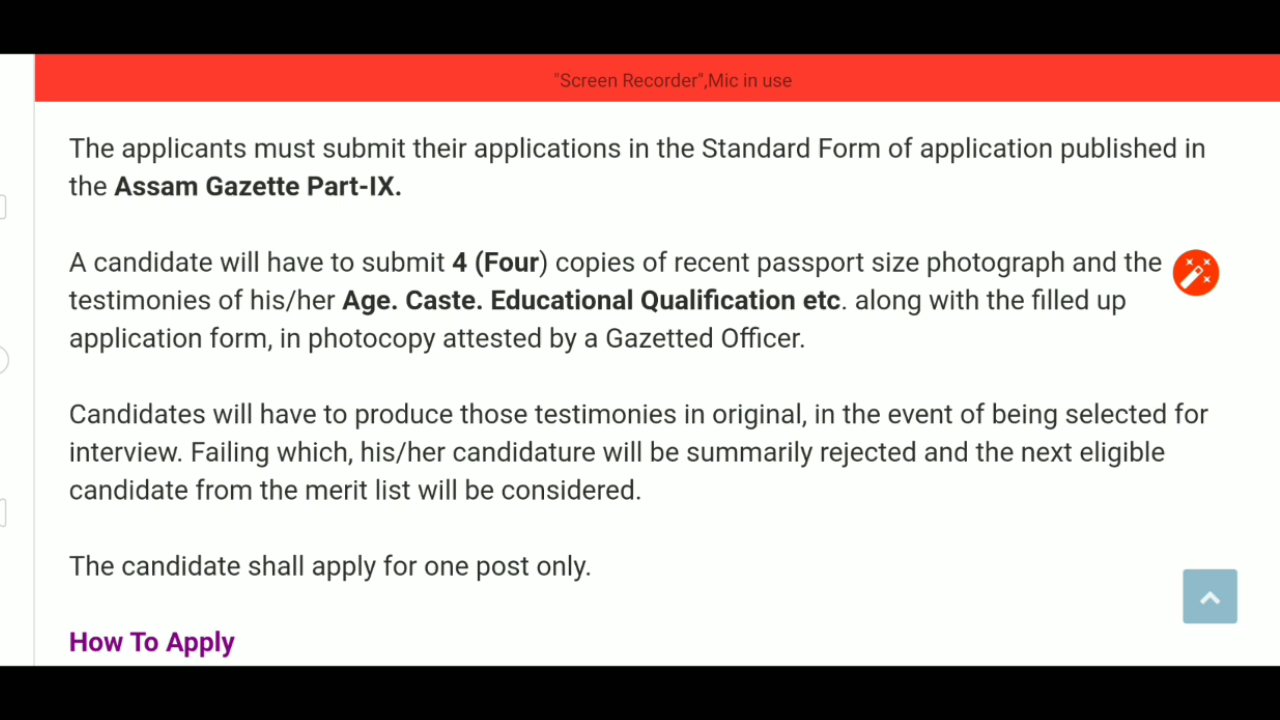 "Screen Recorder",Mic in use
The applicants must submit their applications in the Standard Form of application published in
the Assam Gazette Part-IX.
A candidate will have to submit 4 (Four) copies of recent passport size photograph and the
testimonies of his/her Age. Caste. Educational Qualification etc. along with the filled up
application form, in photocopy attested by a Gazetted Officer.
Candidates will have to produce those testimonies in original, in the event of being selected for
interview. Failing which, his/her candidature will be summarily rejected and the next eligible
candidate from the merit list will be considered.
The candidate shall apply for one post only.
How To Apply